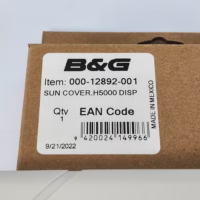 B&G
Item: 000-12892-001
SUN COVER,H5000 DISP
Qty
1
EAN Code
9 420024 149966
9/21/2022
MADE IN MEXICO